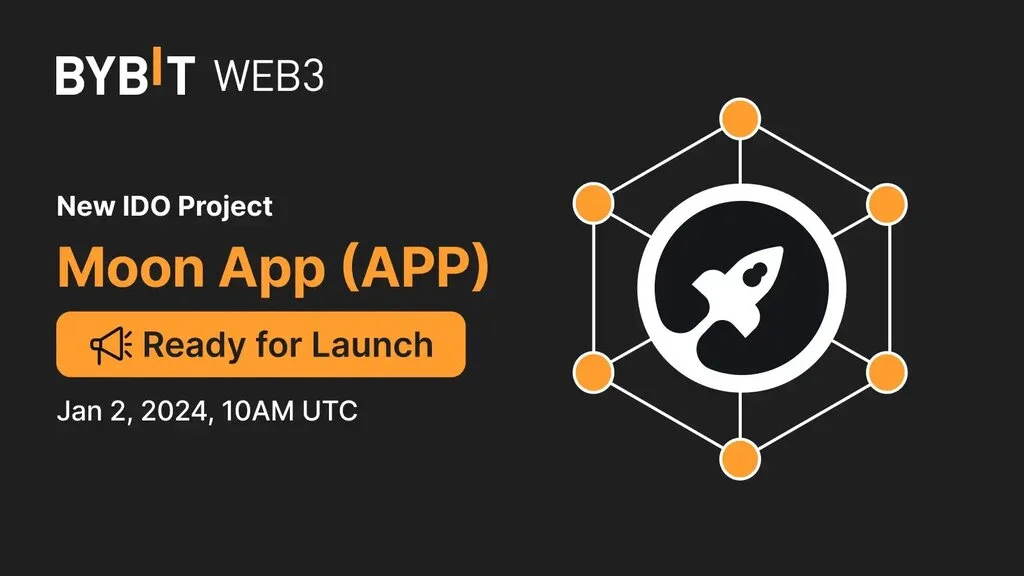 BYBIT WEB3
New IDO Project
Moon App (APP)
Ready for Launch
Jan 2, 2024, 10AM UTC